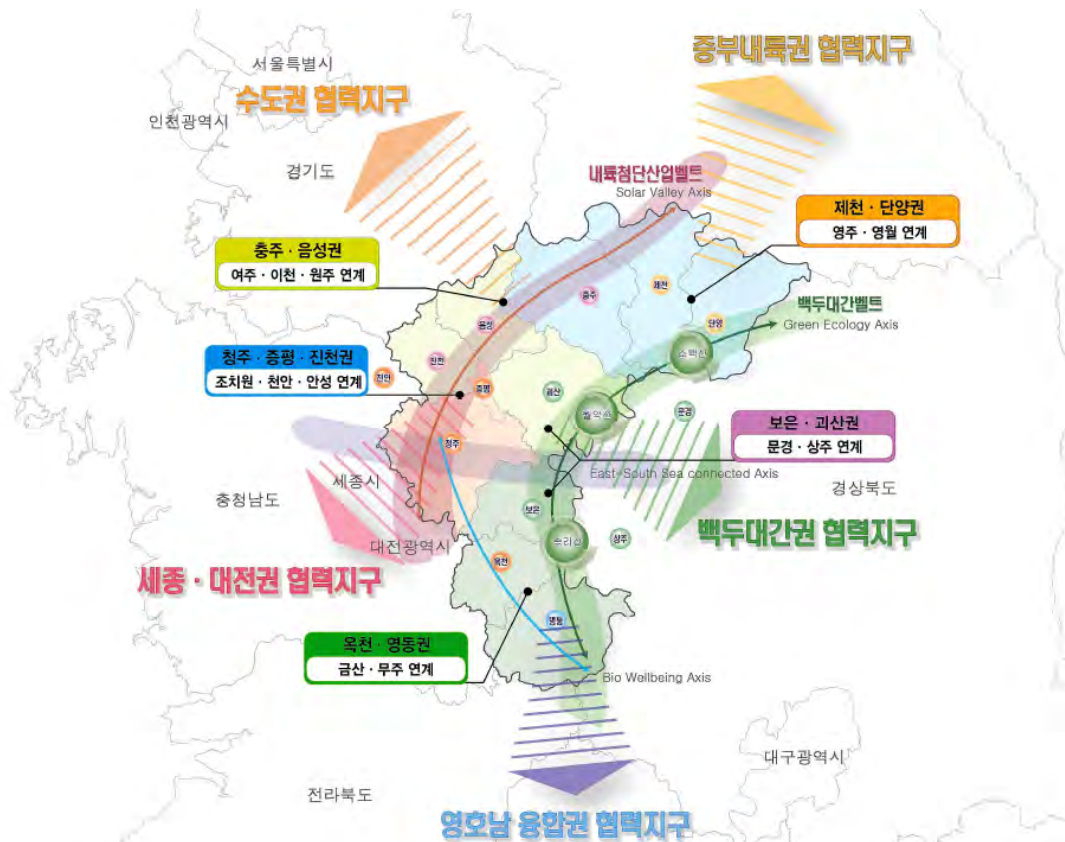 중부내륙권 협력지구
서울특별시
수도권 협력지구
인천광역시
경기도
내륙첨단산업벨트
Solar Valley Axis
제천 · 단양권
영주 · 영월 연계
충주 · 음성권
여주 · 이천 · 원주 연계
제천
충주
백두대간벨트
Green Ecology Axis
단양
음성
소백산
청주 · 증평 · 진천권
조치원 · 천안 · 안성 연계
진천
천안
증평
괴산
월악산
문경
보은 · 괴산권
문경 · 상주 연계
청주
East-South Sea connected Axis
세종시
충청남도
경상북도
보은
백두대간권 협력지구
상주
속리산
대전광역시
옥천
세종 · 대전권 협력지구
영동
옥천 · 영동권
금산 · 무주 연계
Bio Wellbeing Axis
대구광역시
전라북도
영호남 융합권 협력지구